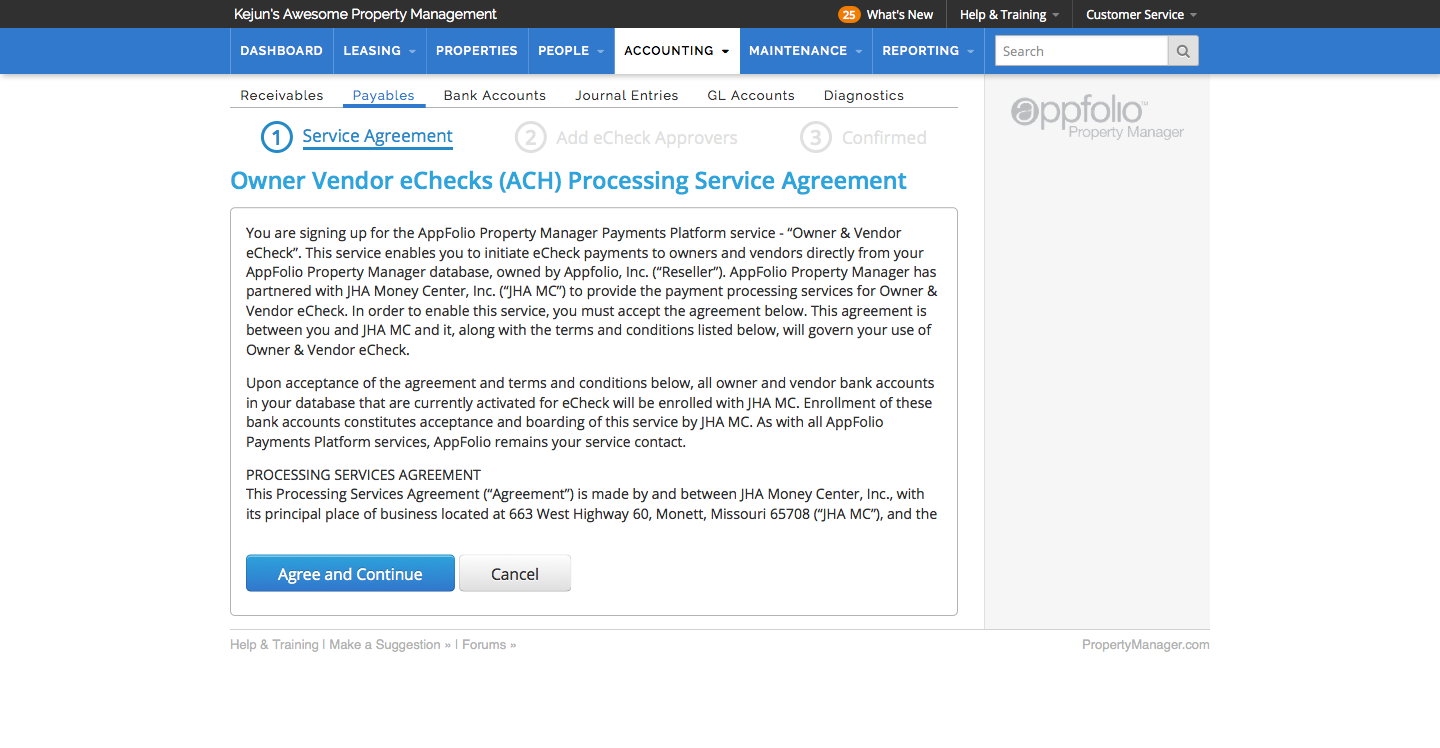 Kejun's Awesome Property Management
25 What's New
Help & Training
Customer Service
DASHBOARD
LEASING
PROPERTIES
PEOPLE
ACCOUNTING
MAINTENANCE
REPORTING
Search
Receivables
Payables
Bank Accounts
Journal Entries
GL Accounts
Diagnostics
appfolio™
Property Manager
1 Service Agreement
2 Add eCheck Approvers
3 Confirmed
Owner Vendor eChecks (ACH) Processing Service Agreement
You are signing up for the AppFolio Property Manager Payments Platform service - “Owner & Vendor
eCheck”. This service enables you to initiate eCheck payments to owners and vendors directly from your
AppFolio Property Manager database, owned by Appfolio, Inc. (“Reseller”). AppFolio Property Manager has
partnered with JHA Money Center, Inc. (“JHA MC”) to provide the payment processing services for Owner &
Vendor eCheck. In order to enable this service, you must accept the agreement below. This agreement is
between you and JHA MC and it, along with the terms and conditions listed below, will govern your use of
Owner & Vendor eCheck.
Upon acceptance of the agreement and terms and conditions below, all owner and vendor bank accounts
in your database that are currently activated for eCheck will be enrolled with JHA MC. Enrollment of these
bank accounts constitutes acceptance and boarding of this service by JHA MC. As with all AppFolio
Payments Platform services, AppFolio remains your service contact.
PROCESSING SERVICES AGREEMENT
This Processing Services Agreement (“Agreement”) is made by and between JHA Money Center, Inc., with
its principal place of business located at 663 West Highway 60, Monett, Missouri 65708 (“JHA MC”), and the
Agree and Continue
Cancel
Help & Training | Make a Suggestion » | Forums »
PropertyManager.com